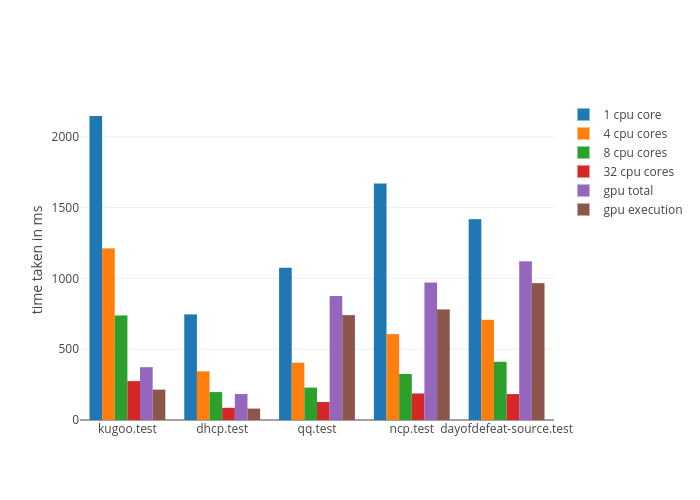 time taken in ms
2000
1500
1000
500
0
kugoo.test
dhcp.test
qq.test
ncp.test
dayofdefeat-source.test
1 cpu core
4 cpu cores
8 cpu cores
32 cpu cores
gpu total
gpu execution